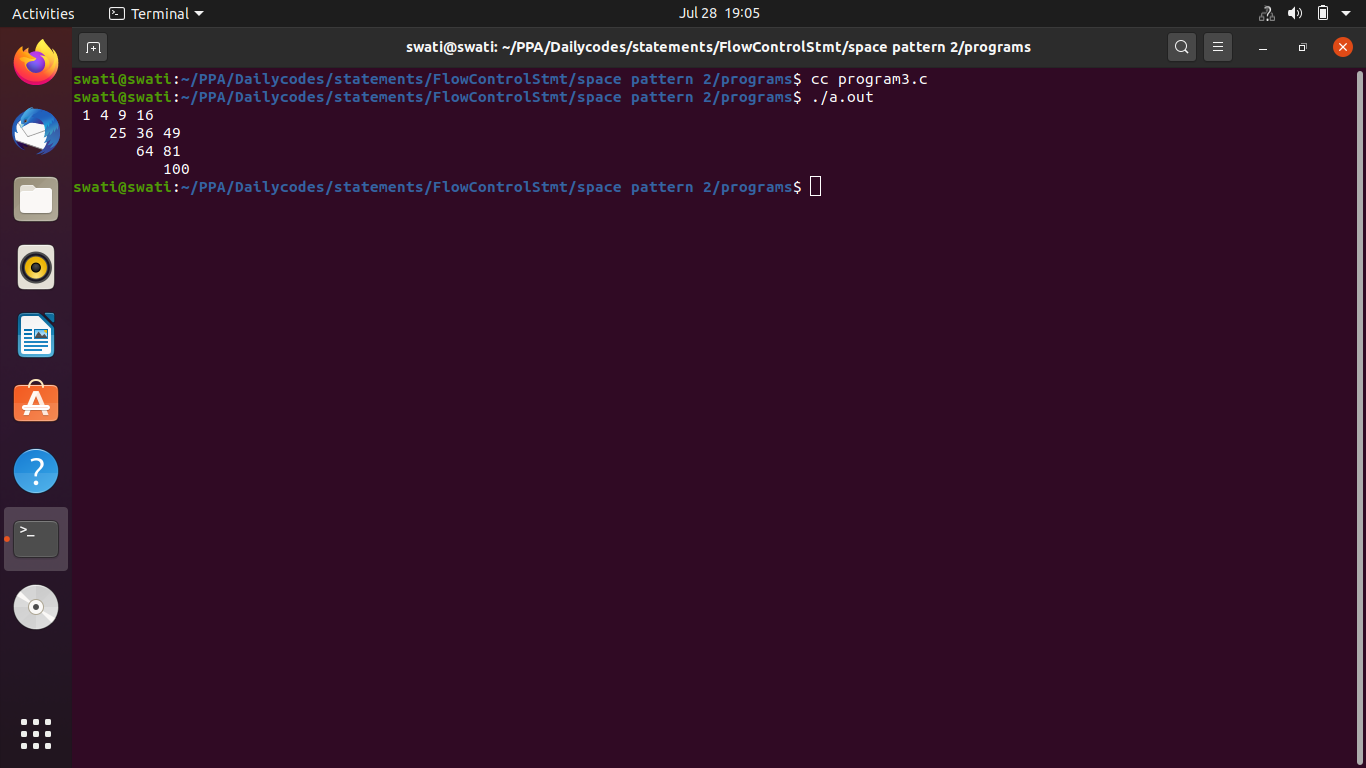 Activities Terminal Jul 28 19:05
swati@swati: ~/PPA/Dailycodes/statements/FlowControlStmt/space pattern 2/programs
swati@swati:~/PPA/Dailycodes/statements/FlowControlStmt/space pattern 2/programs$ cc program3.c
swati@swati:~/PPA/Dailycodes/statements/FlowControlStmt/space pattern 2/programs$ ./a.out
 1 4 9 16
    25 36 49
       64 81
          100
swati@swati:~/PPA/Dailycodes/statements/FlowControlStmt/space pattern 2/programs$